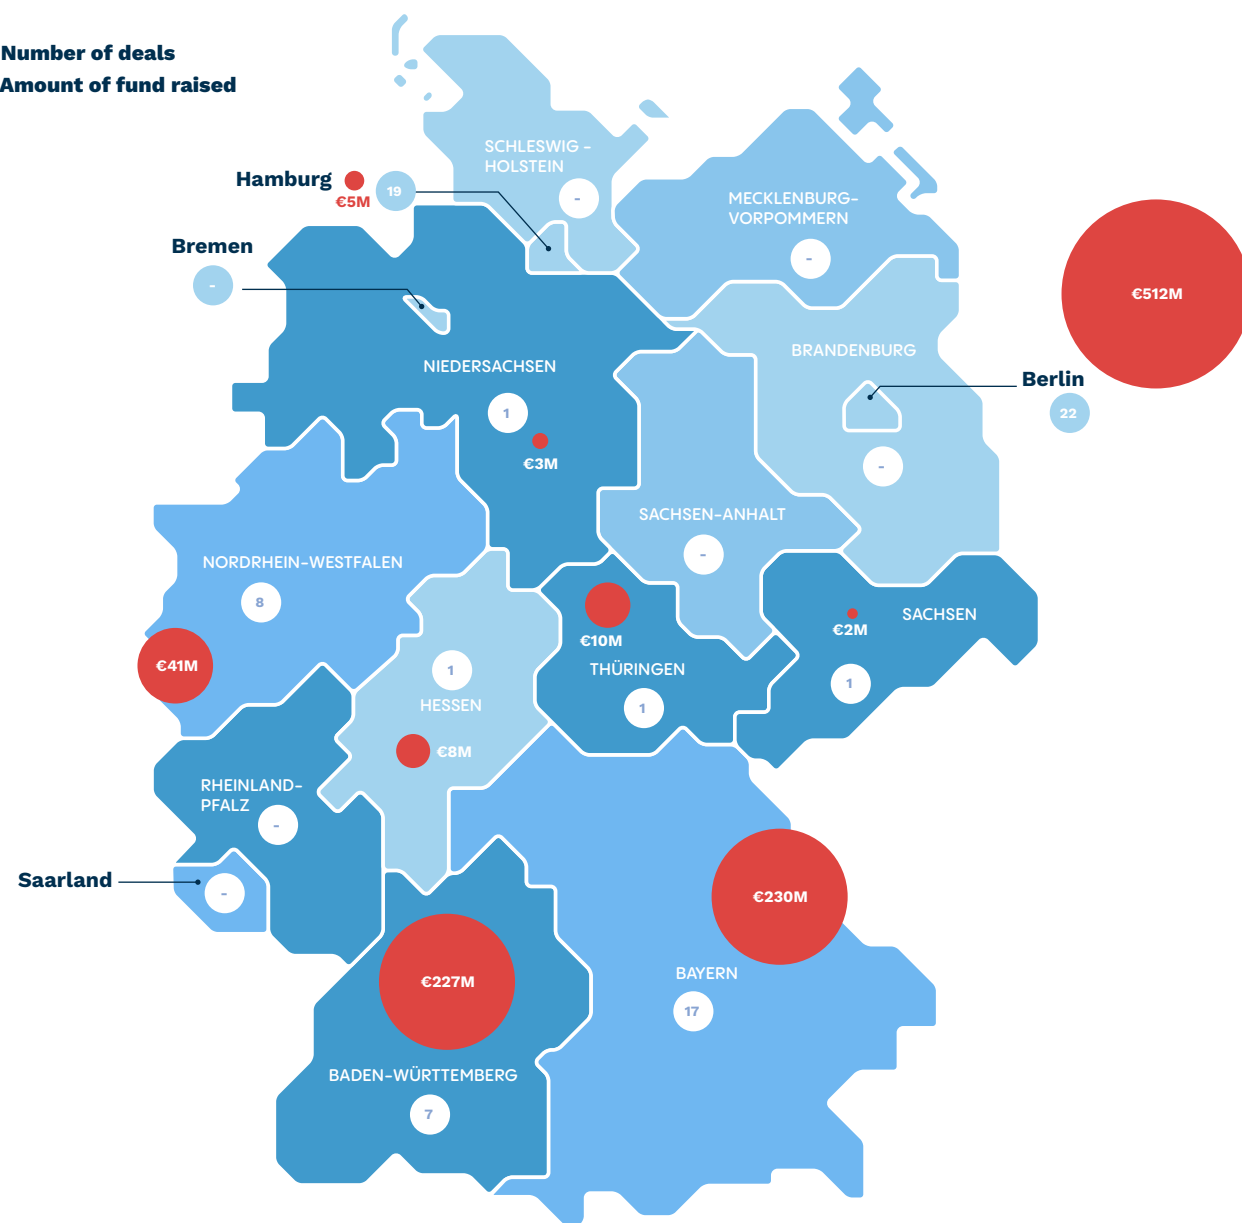 Number of deals
Amount of fund raised
SCHLESWIG -
HOLSTEIN
-
Hamburg
€5M
19
MECKLENBURG-
VORPOMMERN
-
Bremen
-
€512M
BRANDENBURG
-
Berlin
22
NIEDERSACHSEN
1
€3M
SACHSEN-ANHALT
-
NORDRHEIN-WESTFALEN
8
€41M
€10M
THÜRINGEN
1
€2M
SACHSEN
1
1
HESSEN
€8M
RHEINLAND-
PFALZ
-
Saarland
-
€230M
BAYERN
17
€227M
BADEN-WÜRTTEMBERG
7